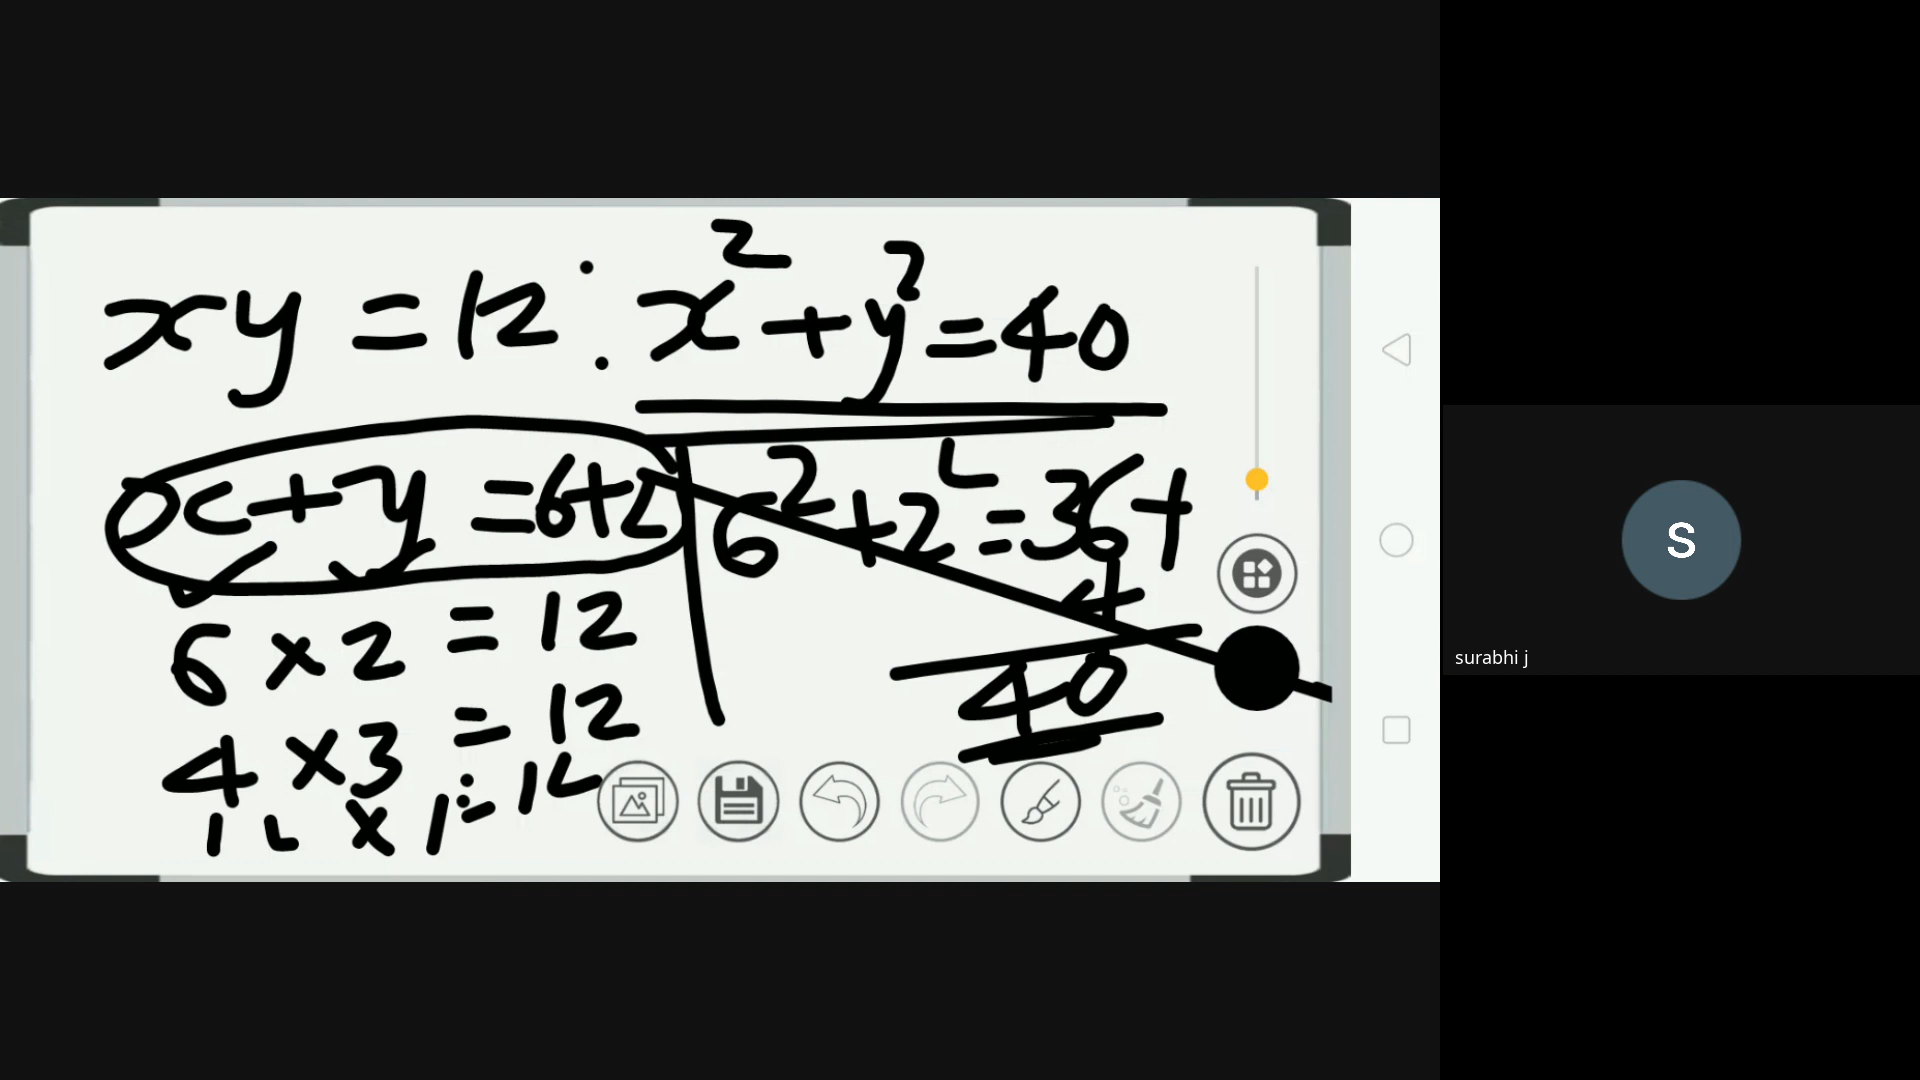 xy = 12 : x² + y² = 40
x+y = 6+2
6² + 2² = 36 +
4
40
6 × 2 = 12
4 × 3 = 12
12 × 1 = 12
S
surabhi j